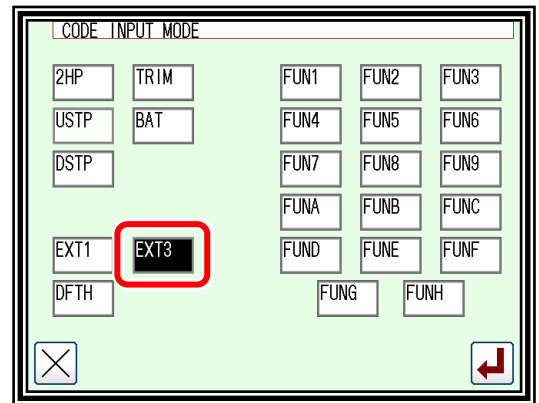 CODE INPUT MODE
2HP TRIM FUN1 FUN2 FUN3
USTP BAT FUN4 FUN5 FUN6
DSTP FUN7 FUN8 FUN9
FUNA FUNB FUNC
EXT1 EXT3 FUND FUNE FUNF
DFTH FUNG FUNH